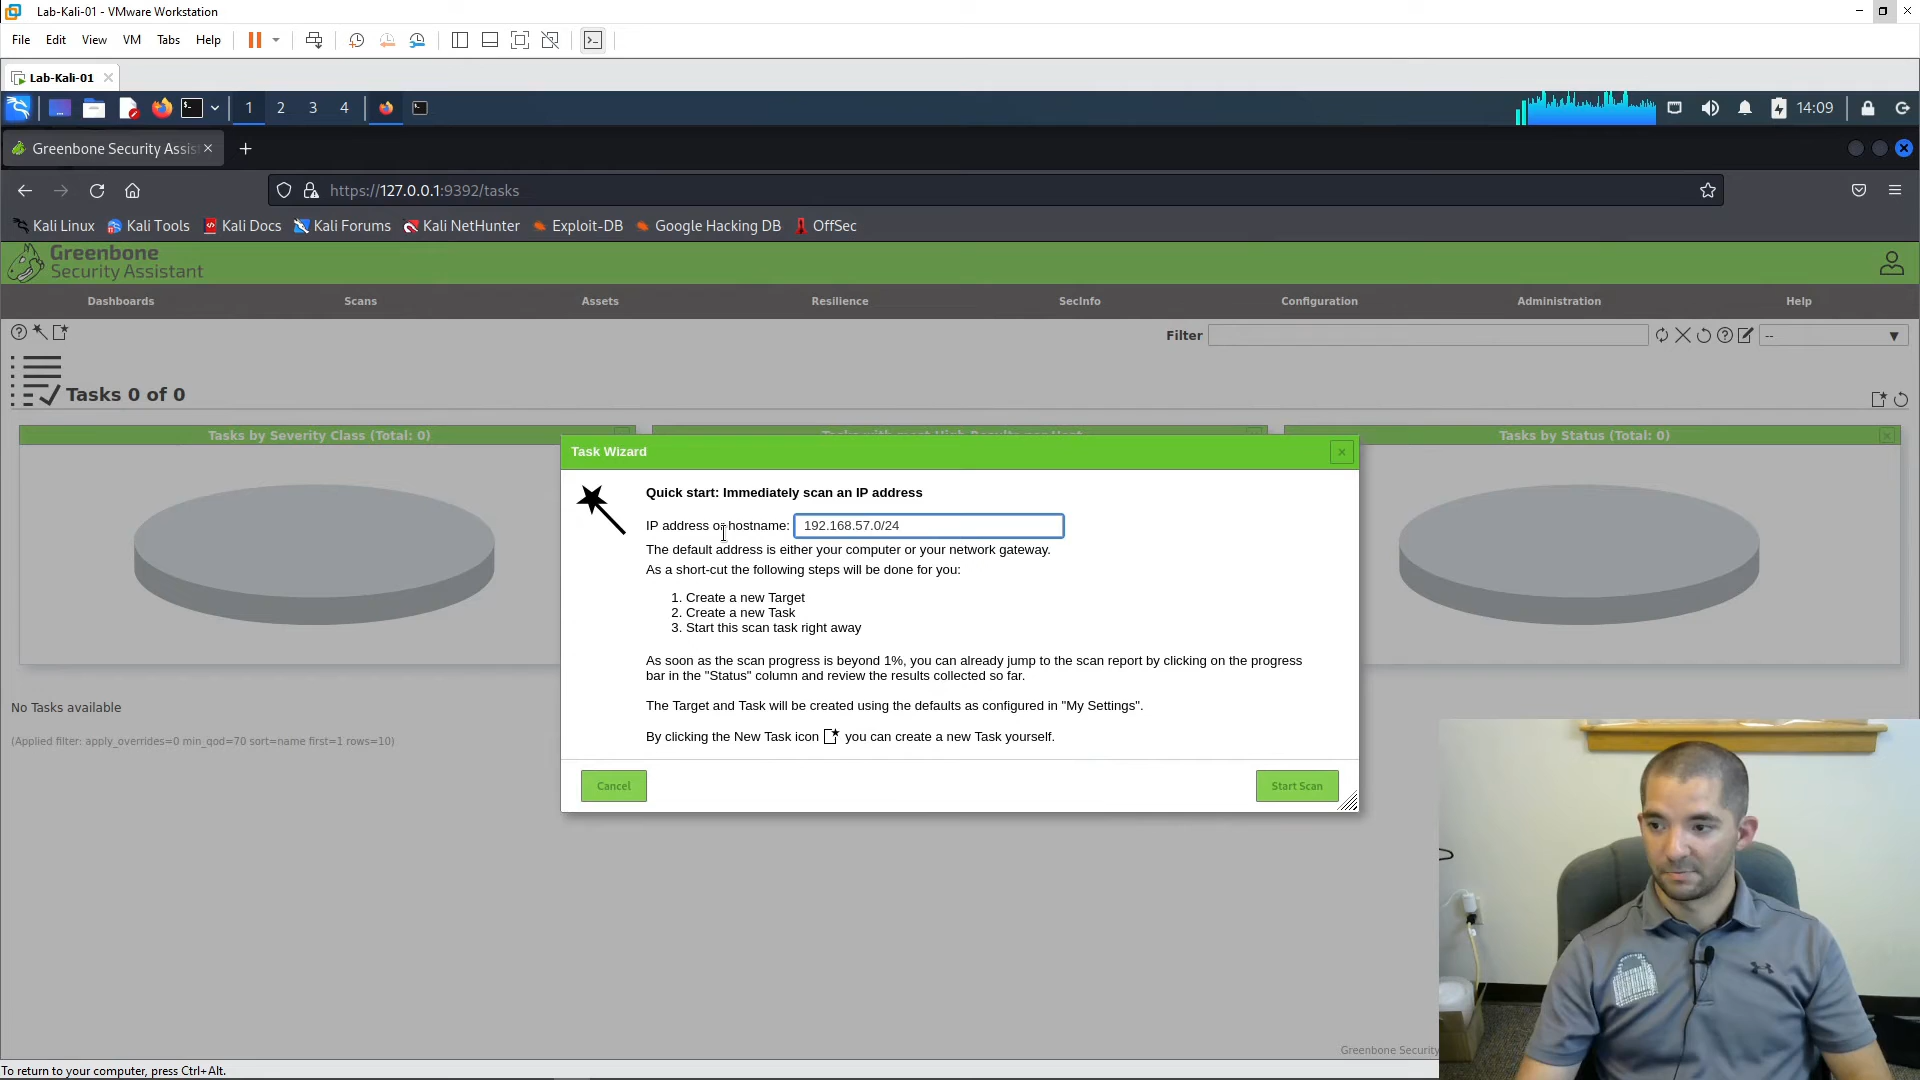 Lab-Kali-01 - VMware Workstation
File Edit View VM Tabs Help
Lab-Kali-01
1 2 3 4
14:09
Greenbone Security Assis
https://127.0.0.1:9392/tasks
Kali Linux Kali Tools Kali Docs Kali Forums Kali NetHunter Exploit-DB Google Hacking DB OffSec
Greenbone
Security Assistant
Dashboards Scans Assets Resilience SecInfo Configuration Administration Help
Filter
--
Tasks 0 of 0
Tasks by Severity Class (Total: 0)
Tasks with most High Results per Host
Tasks by Status (Total: 0)
Task Wizard
Quick start: Immediately scan an IP address
IP address or hostname: 192.168.57.0/24
The default address is either your computer or your network gateway.
As a short-cut the following steps will be done for you:
1. Create a new Target
2. Create a new Task
3. Start this scan task right away
As soon as the scan progress is beyond 1%, you can already jump to the scan report by clicking on the progress
bar in the "Status" column and review the results collected so far.
The Target and Task will be created using the defaults as configured in "My Settings".
By clicking the New Task icon you can create a new Task yourself.
Cancel
Start Scan
No Tasks available
(Applied filter: apply_overrides=0 min_qod=70 sort=name first=1 rows=10)
Greenbone Security
To return to your computer, press Ctrl+Alt.